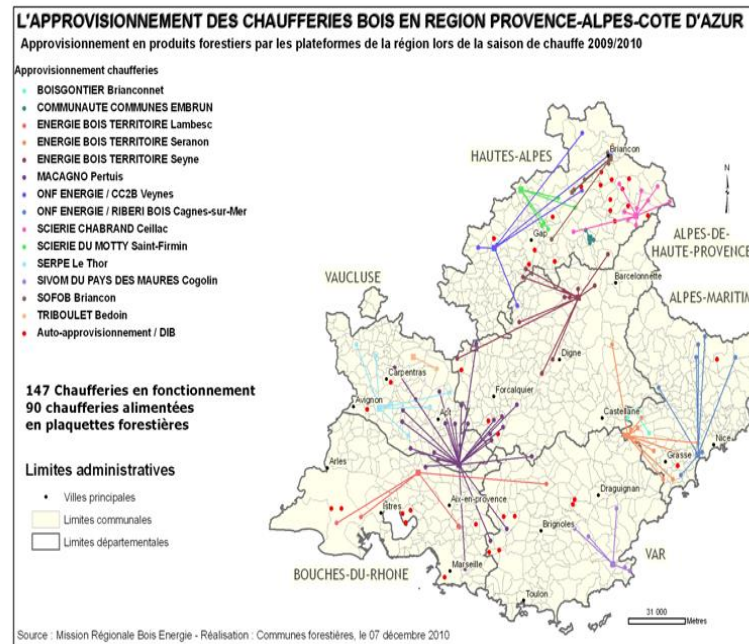 L'APPROVISIONNEMENT DES CHAUFFERIES BOIS EN REGION PROVENCE-ALPES-COTE D'AZUR
Approvisionnement en produits forestiers par les plateformes de la région lors de la saison de chauffe 2009/2010
Approvisionnement chaufferies
BOISGONTIER Brianconnet
COMMUNAUTE COMMUNES EMBRUN
ENERGIE BOIS TERRITOIRE Lambesc
ENERGIE BOIS TERRITOIRE Seranon
ENERGIE BOIS TERRITOIRE Seyne
MACAGNO Pertuis
ONF ENERGIE / CC2B Veynes
ONF ENERGIE / RIBERI BOIS Cagnes-sur-Mer
SCIERIE CHABRAND Ceillac
SCIERIE DU MOTTY Saint-Firmin
SERPE Le Thor
SIVOM DU PAYS DES MAURES Cogolin
SOFOB Briancon
TRIBOULET Bedoin
Auto-approvisionnement / DIB
147 Chaufferies en fonctionnement
90 chaufferies alimentées
en plaquettes forestières
Limites administratives
Villes principales
Limites communales
Limites départementales
HAUTES-ALPES
Briancon
N
Gap
ALPES-DE-
HAUTE-PROVENCE
Barcelonnette
ALPES-MARITIM
VAUCLUSE
Digne
Carpentras
Forcalquier
Avignon
Apt
Castellane
Nice
Grasse
Arles
Draguignan
Istres
Aix-en-provence
Brignoles
VAR
BOUCHES-DU-RHONE
Marseille
Toulon
31 000
Metres
Source : Mission Régionale Bois Energie - Réalisation : Communes forestières, le 07 décembre 2010